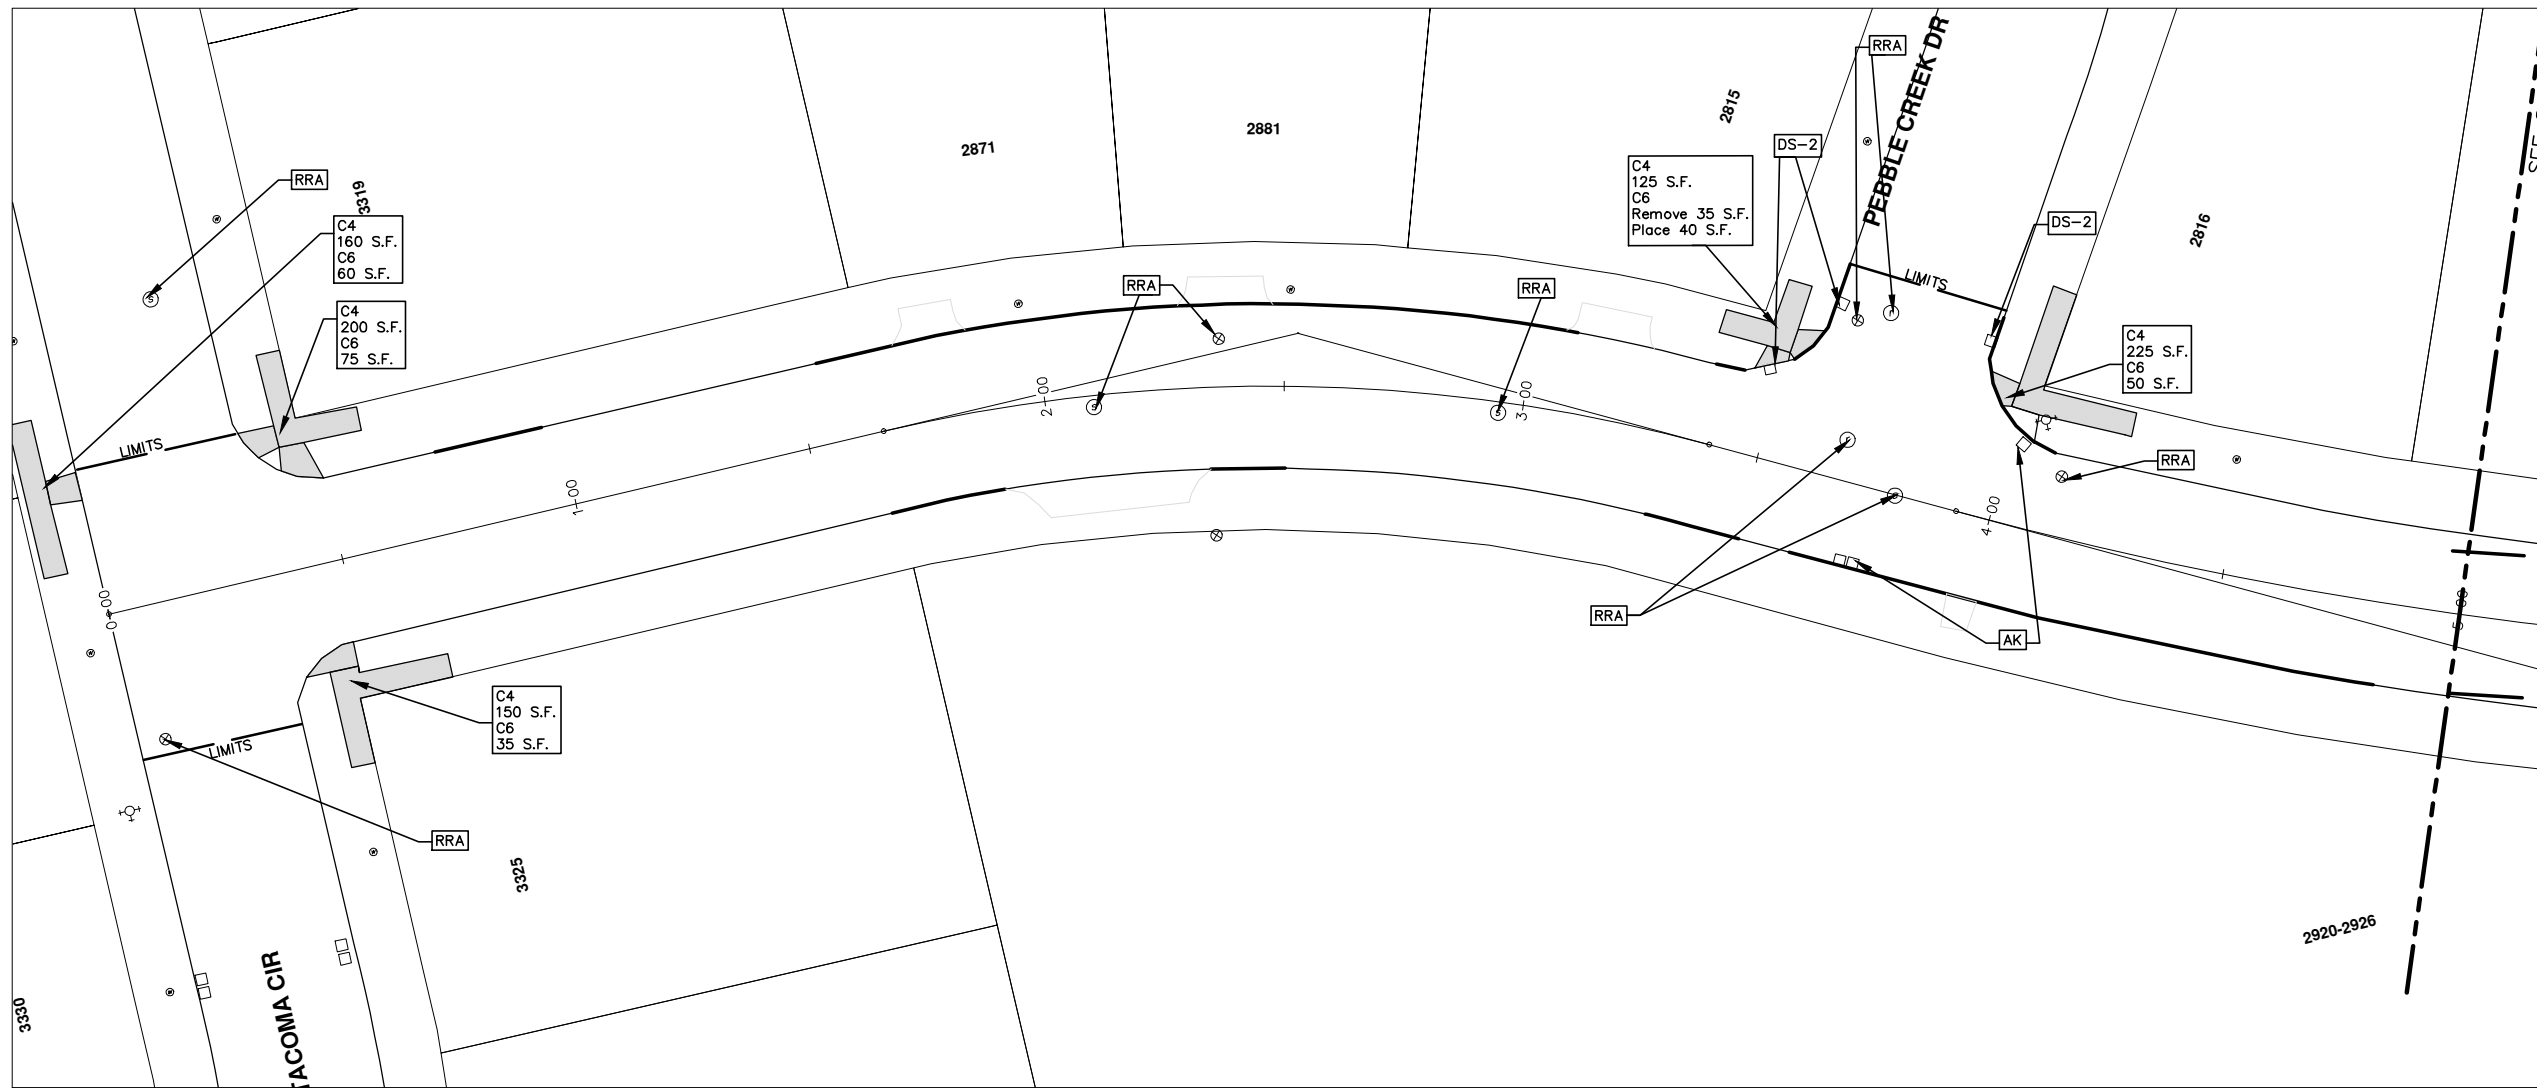 RRA
PEBBLE CREEK DR
2815
2881
2871
DS-2
C4
125 S.F.
C6
Remove 35 S.F.
Place 40 S.F.
RRA
3319
C4
160 S.F.
C6
60 S.F.
DS-2
2816
LIMITS
RRA
RRA
C4
200 S.F.
C6
75 S.F.
C4
225 S.F.
C6
50 S.F.
2+00
3+00
LIMITS
RRA
1+00
4+00
0+00
RRA
AK
C4
150 S.F.
C6
35 S.F.
LIMITS
RRA
3325
2920-2926
TACOMA CIR
3330